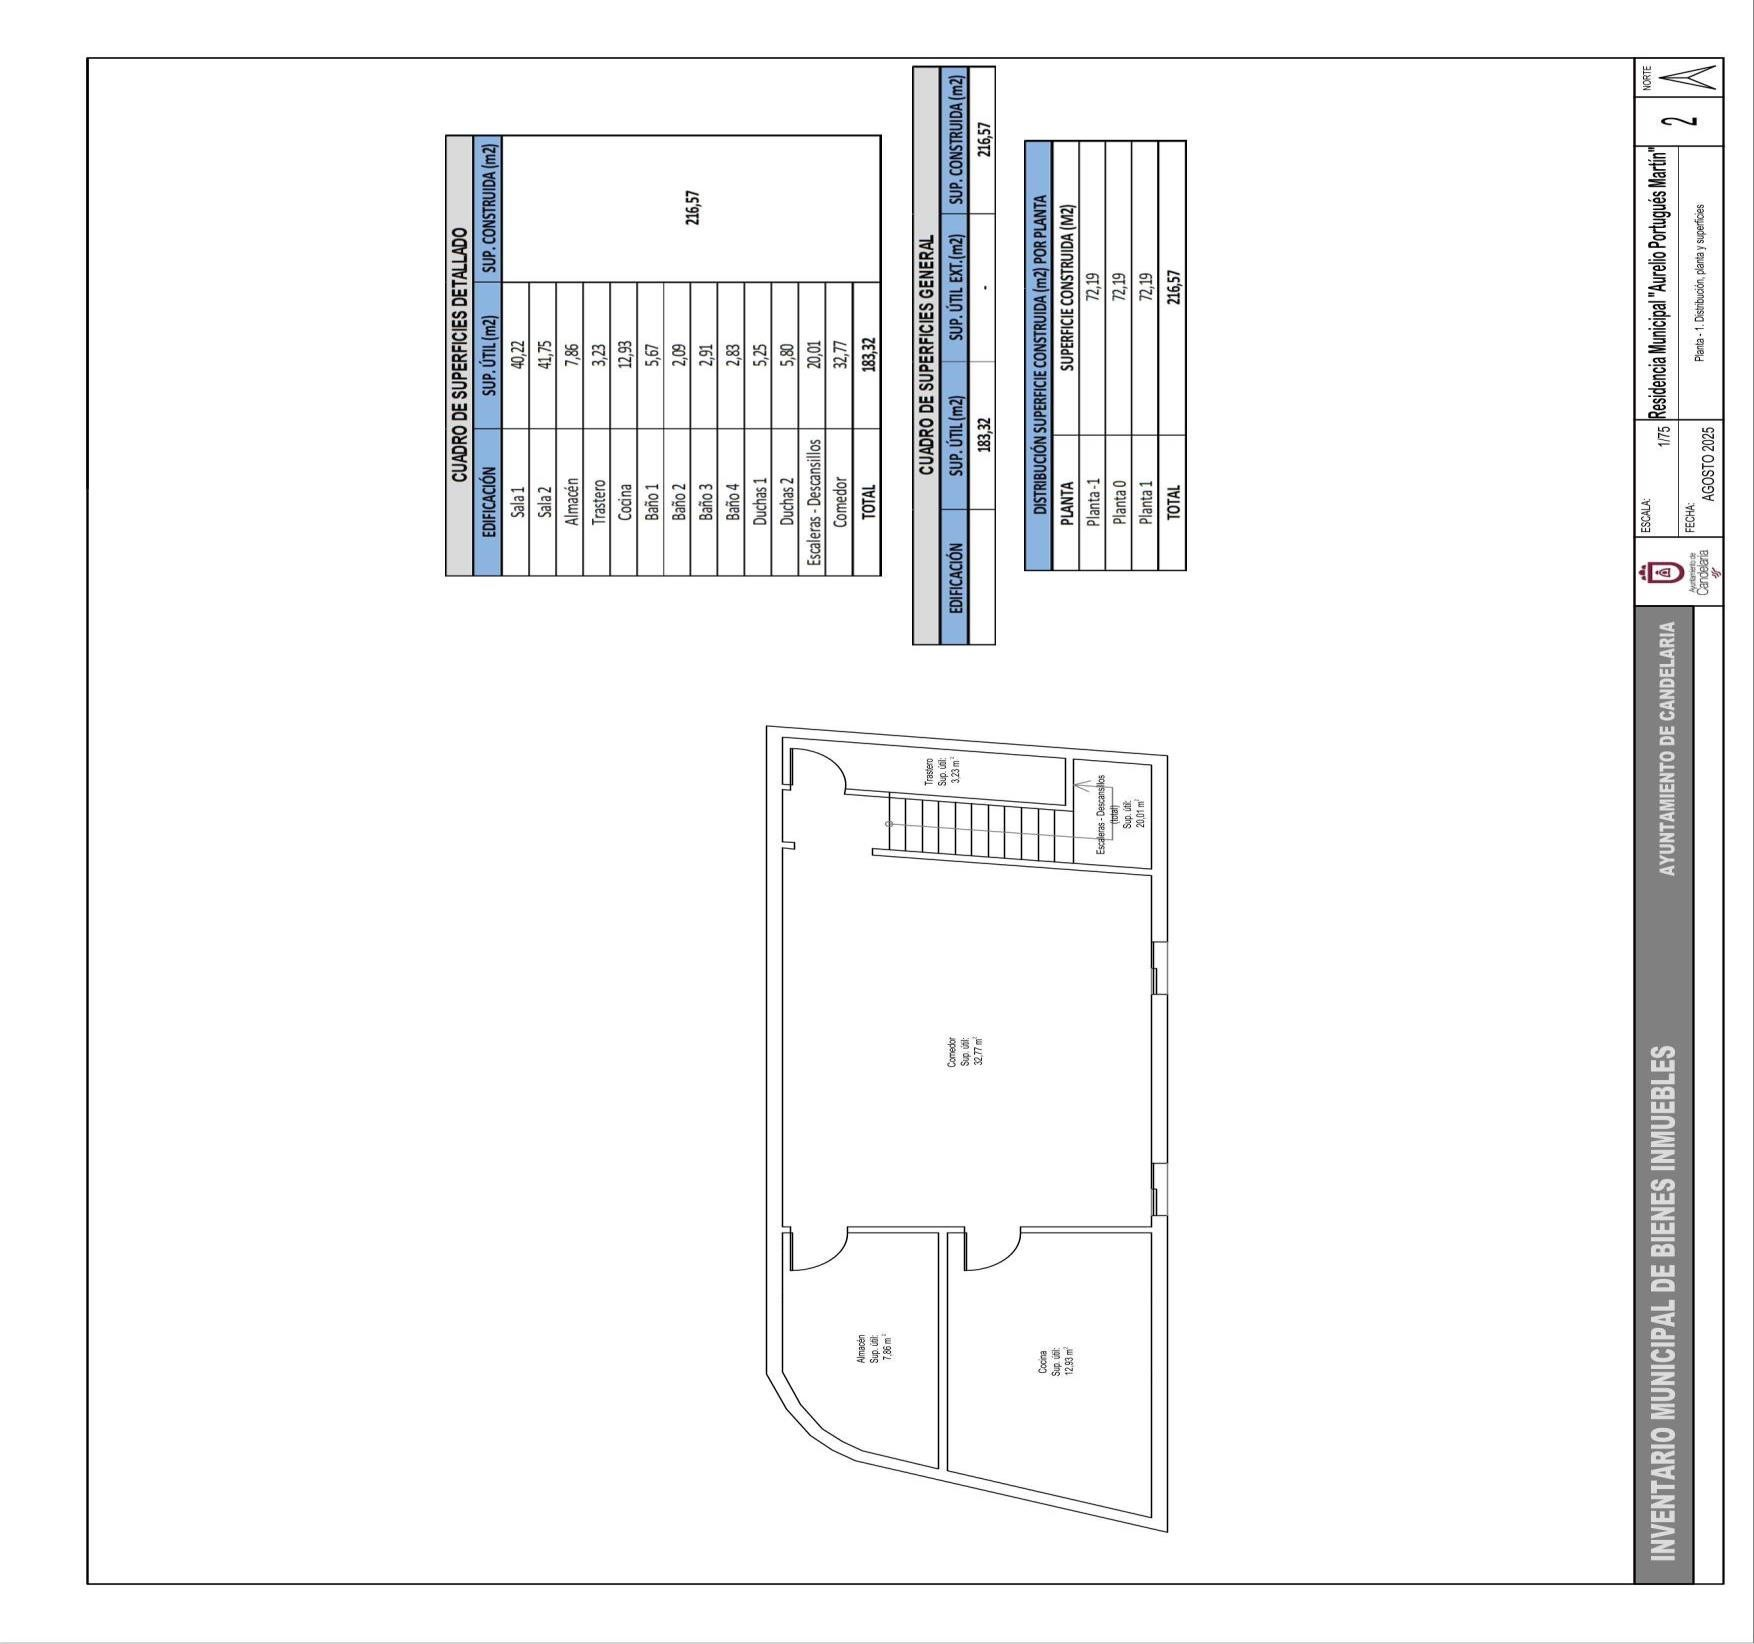 CUADRO DE SUPERFICIES DETALLADO
EDIFICACIÓN SUP. ÚTIL (m2) SUP. CONSTRUIDA (m2)
Sala 1 40,22
Sala 2 41,75
Almacén 7,86
Trastero 3,23
Cocina 12,93
Baño 1 5,67
Baño 2 2,09
Baño 3 2,91
Baño 4 2,83
Duchas 1 5,25
Duchas 2 5,80
Escaleras - Descansillos 20,01
Comedor 32,77
TOTAL 183,32
216,57
CUADRO DE SUPERFICIES GENERAL
EDIFICACIÓN SUP. ÚTIL (m2) SUP. ÚTIL EXT.(m2) SUP. CONSTRUIDA (m2)
183,32 - 216,57
DISTRIBUCIÓN SUPERFICIE CONSTRUIDA (m2) POR PLANTA
PLANTA SUPERFICIE CONSTRUIDA (M2)
Planta -1 72,19
Planta 0 72,19
Planta 1 72,19
TOTAL 216,57
Almacén
Sup. útil:
7,86 m²
Cocina
Sup. útil:
12,93 m²
Comedor
Sup. útil:
32,77 m²
Trastero
Sup. útil:
3,23 m²
Escaleras - Descansillos
(total)
Sup. útil:
20,01 m²
INVENTARIO MUNICIPAL DE BIENES INMUEBLES AYUNTAMIENTO DE CANDELARIA
Ayuntamiento de
Candelaria
ESCALA:
1/75
FECHA:
AGOSTO 2025
Residencia Municipal "Aurelio Portugués Martín"
Planta - 1. Distribución, planta y superficies
2
NORTE